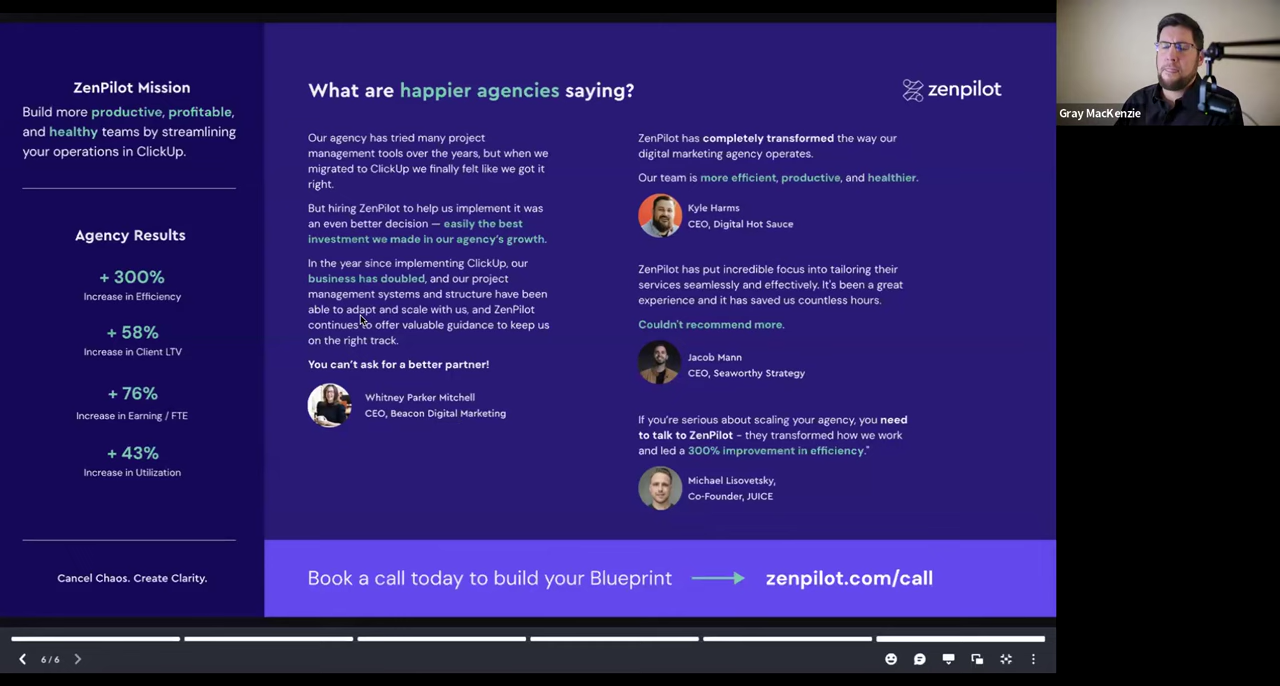 ZenPilot Mission
Build more productive, profitable,
and healthy teams by streamlining
your operations in ClickUp.
Agency Results
+ 300%
Increase in Efficiency
+ 58%
Increase in Client LTV
+ 76%
Increase in Earning / FTE
+ 43%
Increase in Utilization
Cancel Chaos. Create Clarity.
What are happier agencies saying?
zenpilot
Our agency has tried many project
management tools over the years, but when we
migrated to ClickUp we finally felt like we got it
right.
But hiring ZenPilot to help us implement it was
an even better decision — easily the best
investment we made in our agency's growth.
In the year since implementing ClickUp, our
business has doubled, and our project
management systems and structure have been
able to adapt and scale with us, and ZenPilot
continues to offer valuable guidance to keep us
on the right track.
You can't ask for a better partner!
Whitney Parker Mitchell
CEO, Beacon Digital Marketing
ZenPilot has completely transformed the way our
digital marketing agency operates.
Our team is more efficient, productive, and healthier.
Kyle Harms
CEO, Digital Hot Sauce
ZenPilot has put incredible focus into tailoring their
services seamlessly and effectively. It's been a great
experience and it has saved us countless hours.
Couldn't recommend more.
Jacob Mann
CEO, Seaworthy Strategy
If you're serious about scaling your agency, you need
to talk to ZenPilot - they transformed how we work
and led a 300% improvement in efficiency."
Michael Lisovetsky,
Co-Founder, JUICE
Book a call today to build your Blueprint
zenpilot.com/call
6 / 6
Gray MacKenzie